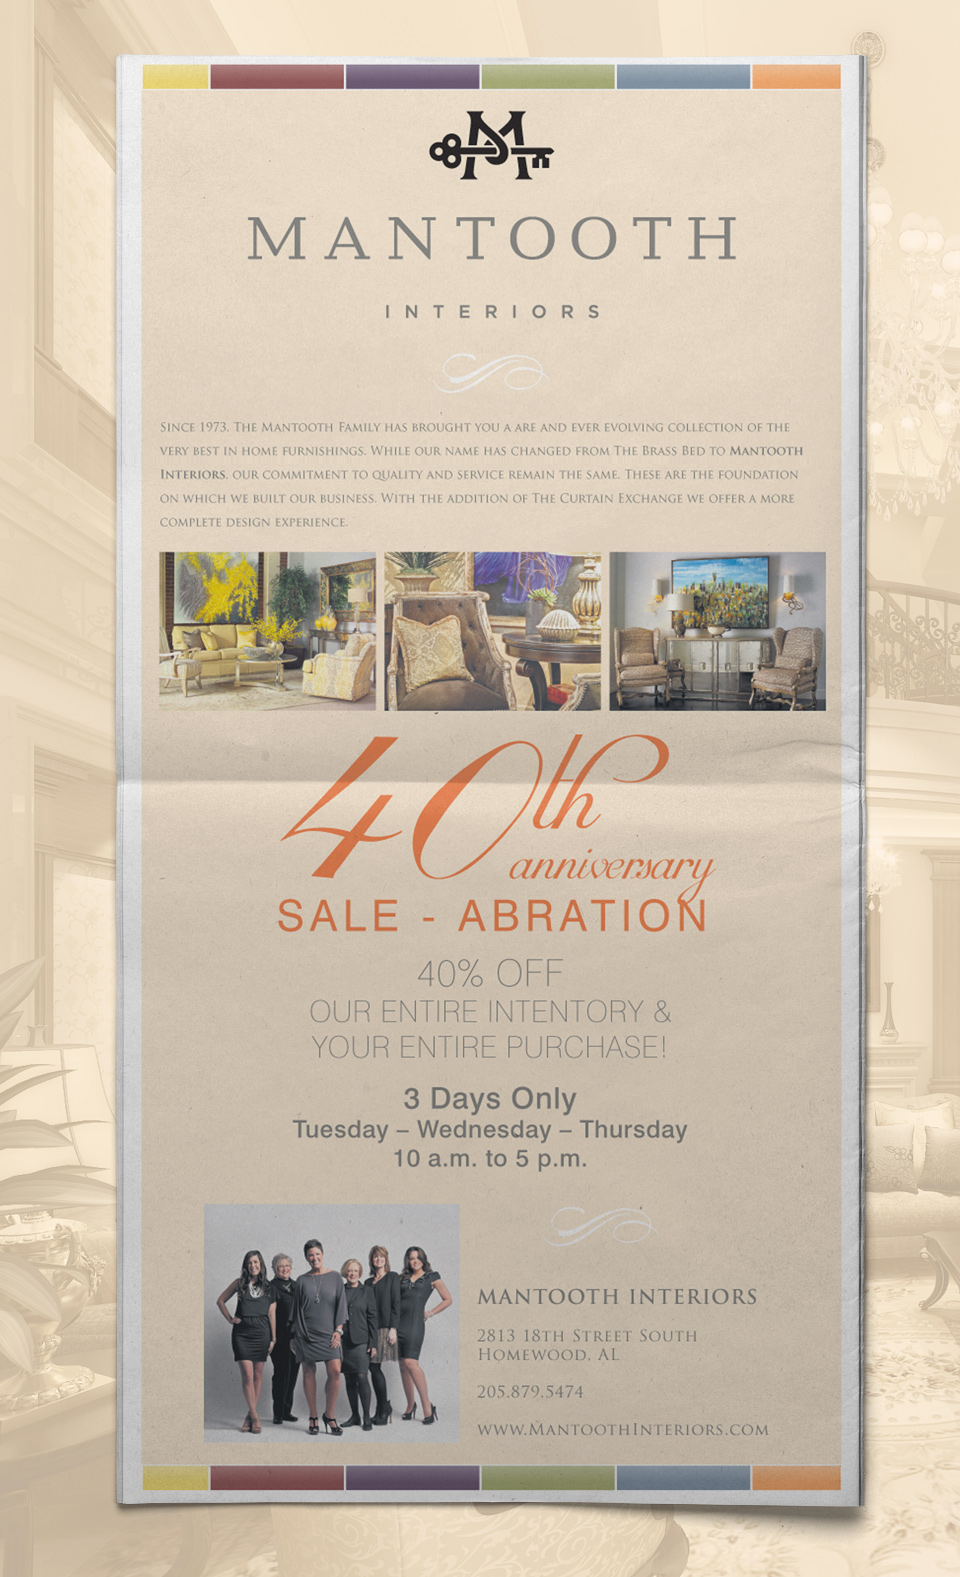 M
MANTOOTH
INTERIORS
Since 1973. The Mantooth Family has brought you a are and ever evolving collection of the
very best in home furnishings. While our name has changed from The Brass Bed to Mantooth
Interiors, our commitment to quality and service remain the same. These are the foundation
on which we built our business. With the addition of The Curtain Exchange we offer a more
complete design experience.
40th
anniversary
SALE - ABRATION
40% OFF
OUR ENTIRE INTENTORY &
YOUR ENTIRE PURCHASE!
3 Days Only
Tuesday – Wednesday – Thursday
10 a.m. to 5 p.m.
MANTOOTH INTERIORS
2813 18th Street South
Homewood, AL
205.879.5474
www.MantoothInteriors.com